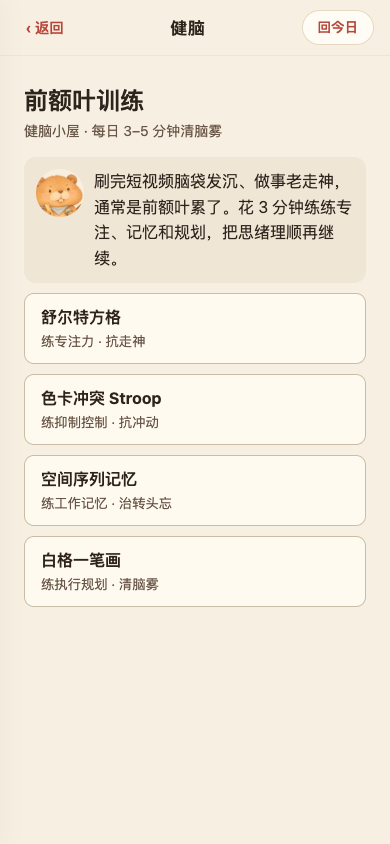 ‹ 返回
健脑
回今日
前额叶训练
健脑小屋 · 每日 3–5 分钟清脑雾
刷完短视频脑袋发沉、做事老走神，
通常是前额叶累了。花 3 分钟练练专
注、记忆和规划，把思绪理顺再继
续。
舒尔特方格
练专注力 · 抗走神
色卡冲突 Stroop
练抑制控制 · 抗冲动
空间序列记忆
练工作记忆 · 治转头忘
白格一笔画
练执行规划 · 清脑雾